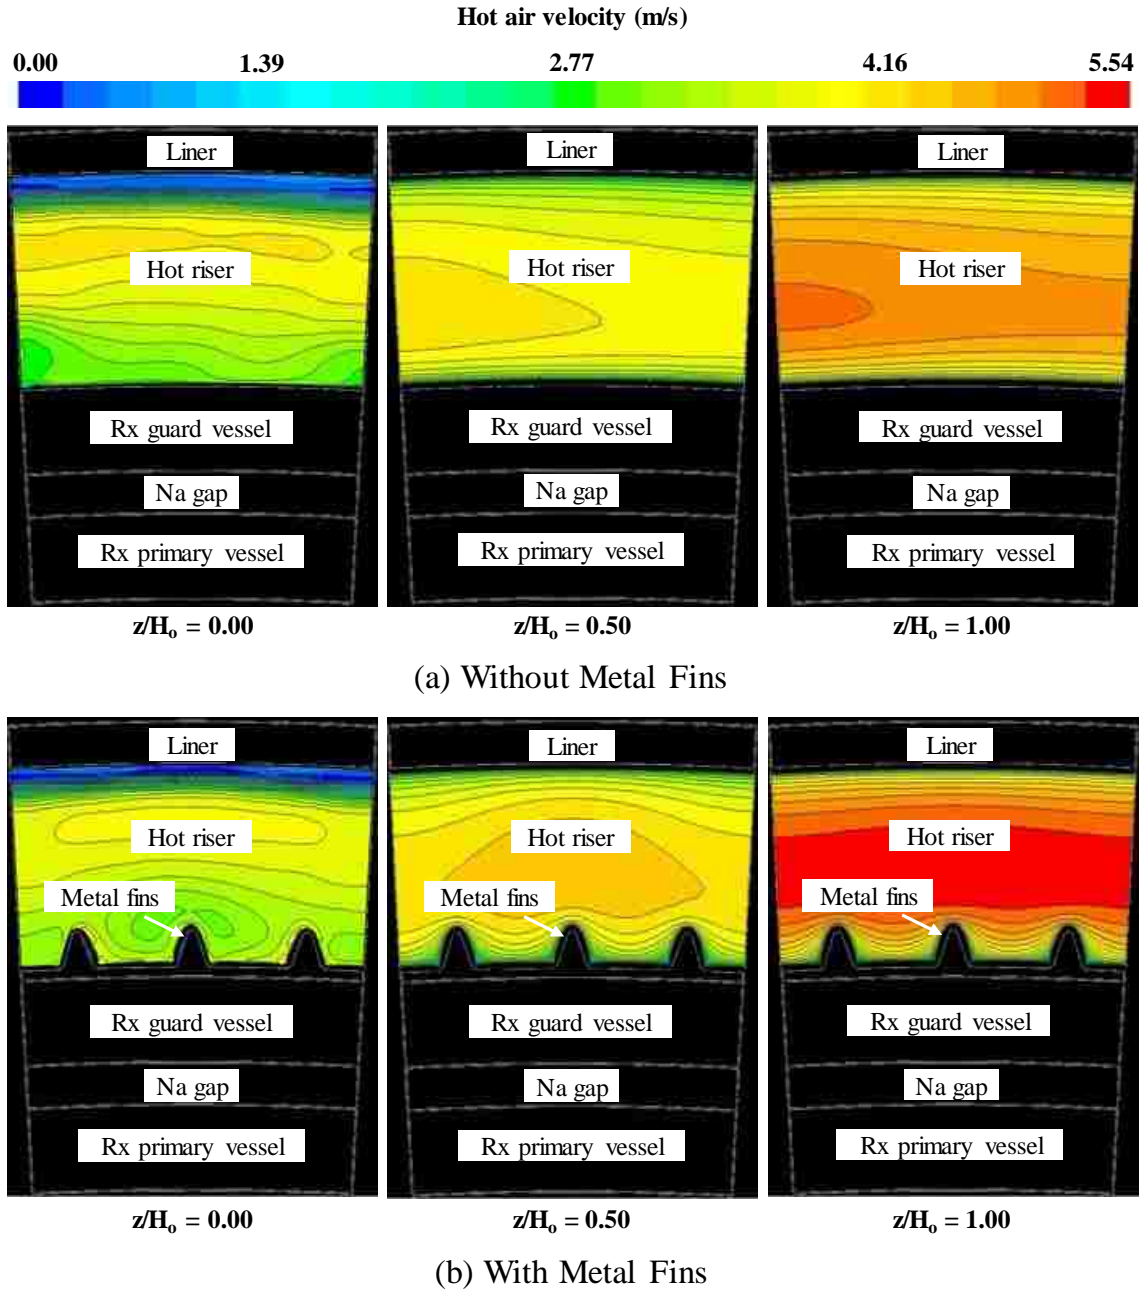 Hot air velocity (m/s)
0.00 1.39 2.77 4.16 5.54
Liner Liner Liner
Hot riser Hot riser Hot riser
Rx guard vessel Rx guard vessel Rx guard vessel
Na gap Na gap Na gap
Rx primary vessel Rx primary vessel Rx primary vessel
z/Hₒ = 0.00 z/Hₒ = 0.50 z/Hₒ = 1.00
(a) Without Metal Fins
Liner Liner Liner
Hot riser Hot riser Hot riser
Metal fins Metal fins Metal fins
Rx guard vessel Rx guard vessel Rx guard vessel
Na gap Na gap Na gap
Rx primary vessel Rx primary vessel Rx primary vessel
z/Hₒ = 0.00 z/Hₒ = 0.50 z/Hₒ = 1.00
(b) With Metal Fins